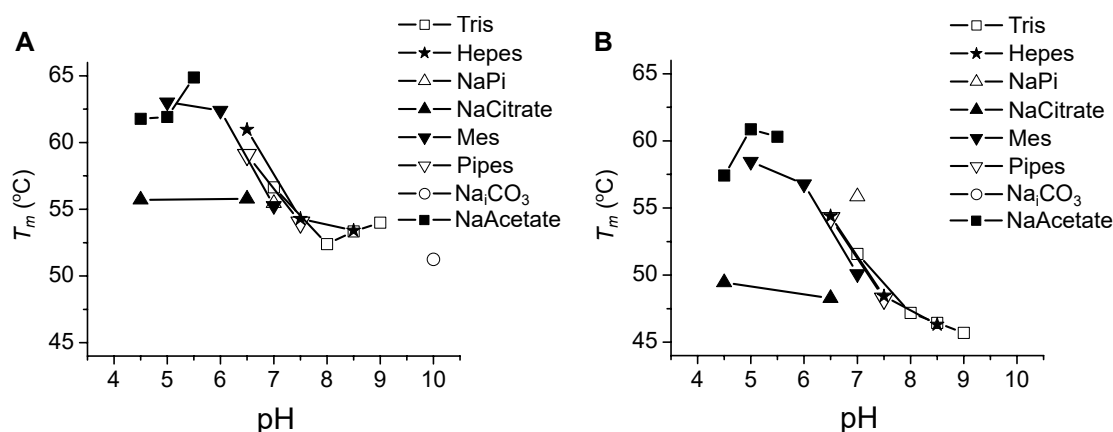 A
Tris
Hepes
NaPi
NaCitrate
Mes
Pipes
NaᵢCO₃
NaAcetate
65
60
55
50
45
Tm (ºC)
4 5 6 7 8 9 10
pH
B
Tris
Hepes
NaPi
NaCitrate
Mes
Pipes
NaᵢCO₃
NaAcetate
65
60
55
50
45
Tm (ºC)
4 5 6 7 8 9 10
pH